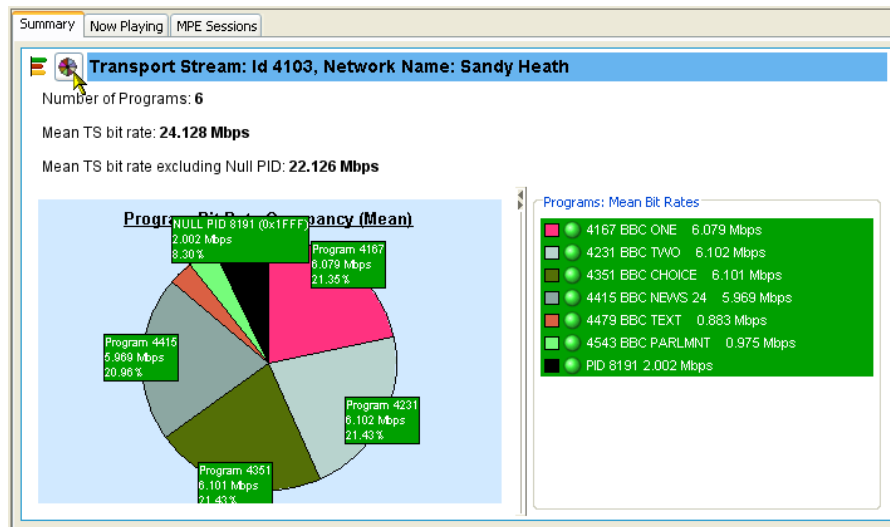 Summary
Now Playing
MPE Sessions
Transport Stream: Id 4103, Network Name: Sandy Heath
Number of Programs: 6
Mean TS bit rate: 24.128 Mbps
Mean TS bit rate excluding Null PID: 22.126 Mbps
(Mean)
NULL PID 8191 (0x1FFF)
2.002 Mbps
8.30%
Program 4167
6.079 Mbps
21.35%
Program 4415
5.969 Mbps
20.96%
Program 4231
6.102 Mbps
21.43%
Program 4351
6.101 Mbps
21.43%
Programs: Mean Bit Rates
4167 BBC ONE 6.079 Mbps
4231 BBC TWO 6.102 Mbps
4351 BBC CHOICE 6.101 Mbps
4415 BBC NEWS 24 5.969 Mbps
4479 BBC TEXT 0.883 Mbps
4543 BBC PARLMNT 0.975 Mbps
PID 8191 2.002 Mbps